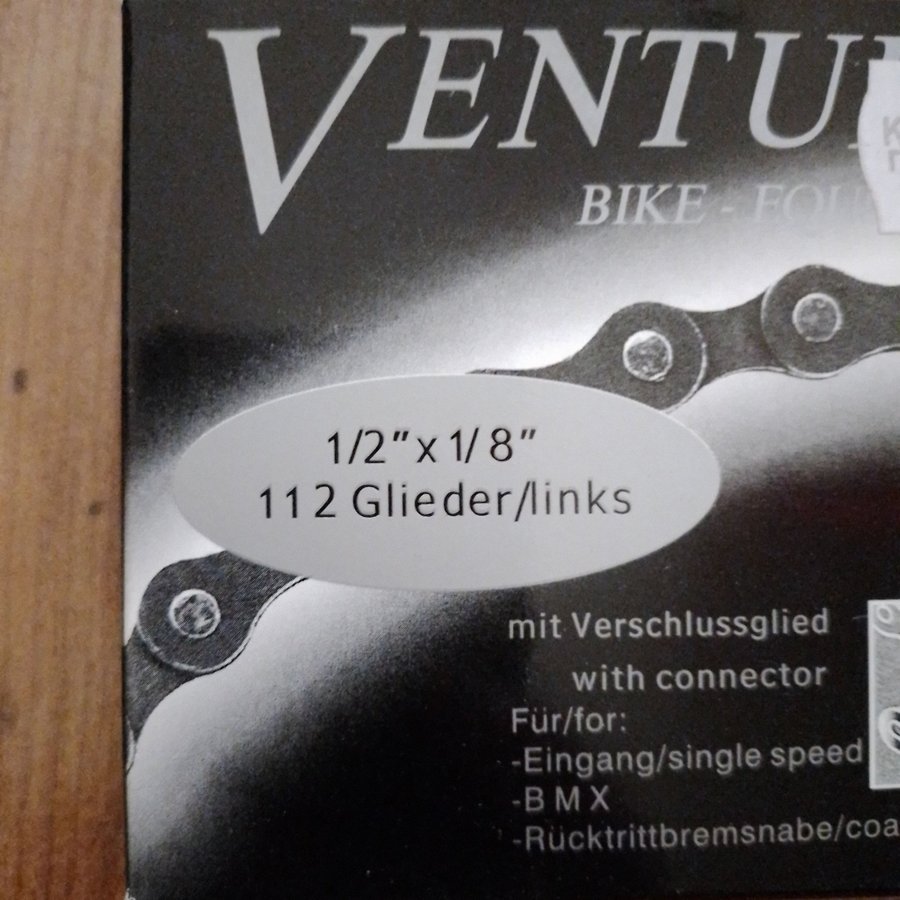 VENTU
BIKE - EQU
1/2" x 1/8"
112 Glieder/links
mit Verschlussglied
with connector
Für/for:
-Eingang/single speed
-B M X
-Rücktrittbremsnabe/coa